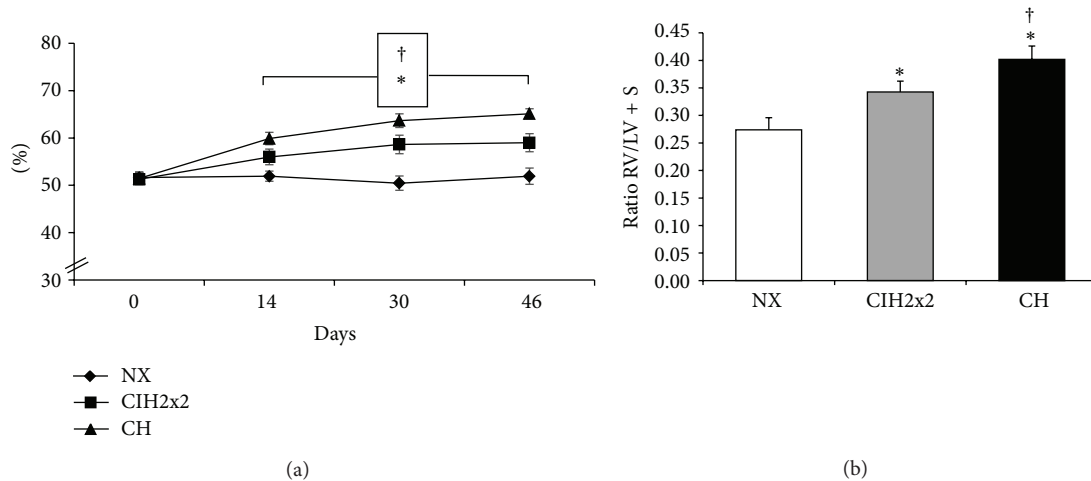 80
70
60
50
40
30
(%)
†
*
0 14 30 46
Days
NX
CIH2x2
CH
(a)
0.45
0.40
0.35
0.30
0.25
0.20
0.15
0.10
0.05
0.00
Ratio RV/LV + S
*
†
*
NX CIH2x2 CH
(b)